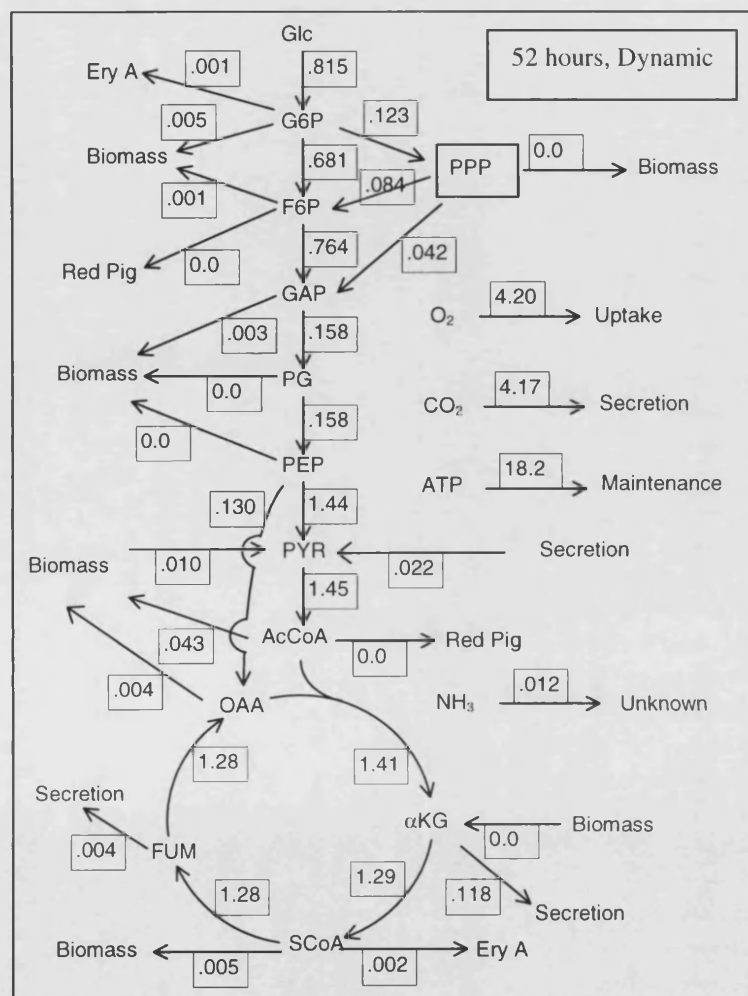 Glc
52 hours, Dynamic
Ery A
.001
.815
G6P
.005
.123
Biomass
.681
PPP
0.0
Biomass
.001
.084
F6P
.764
.042
Red Pig
0.0
GAP
O₂
4.20
Uptake
.003
.158
Biomass
0.0
PG
CO₂
4.17
Secretion
.158
0.0
PEP
ATP
18.2
Maintenance
.130
1.44
Biomass
.010
PYR
.022
Secretion
1.45
.043
AcCoA
0.0
Red Pig
.004
OAA
NH₃
.012
Unknown
1.28
1.41
Secretion
αKG
0.0
Biomass
.004
FUM
1.28
1.29
.118
Secretion
Biomass
.005
SCoA
.002
Ery A